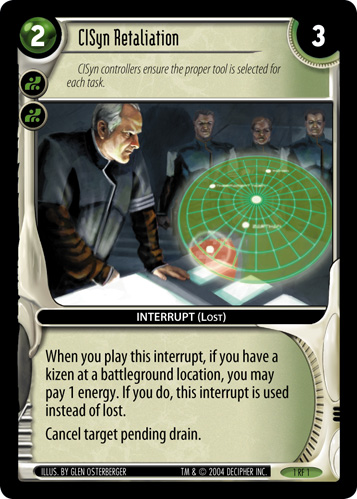 2
CISyn Retaliation
3
CISyn controllers ensure the proper tool is selected for
each task.
INTERRUPT (LOST)
When you play this interrupt, if you have a
kizen at a battleground location, you may
pay 1 energy. If you do, this interrupt is used
instead of lost.
Cancel target pending drain.
ILLUS. BY GLEN OSTERBERGER
TM & © 2004 DECIPHER INC.
1 RF 1